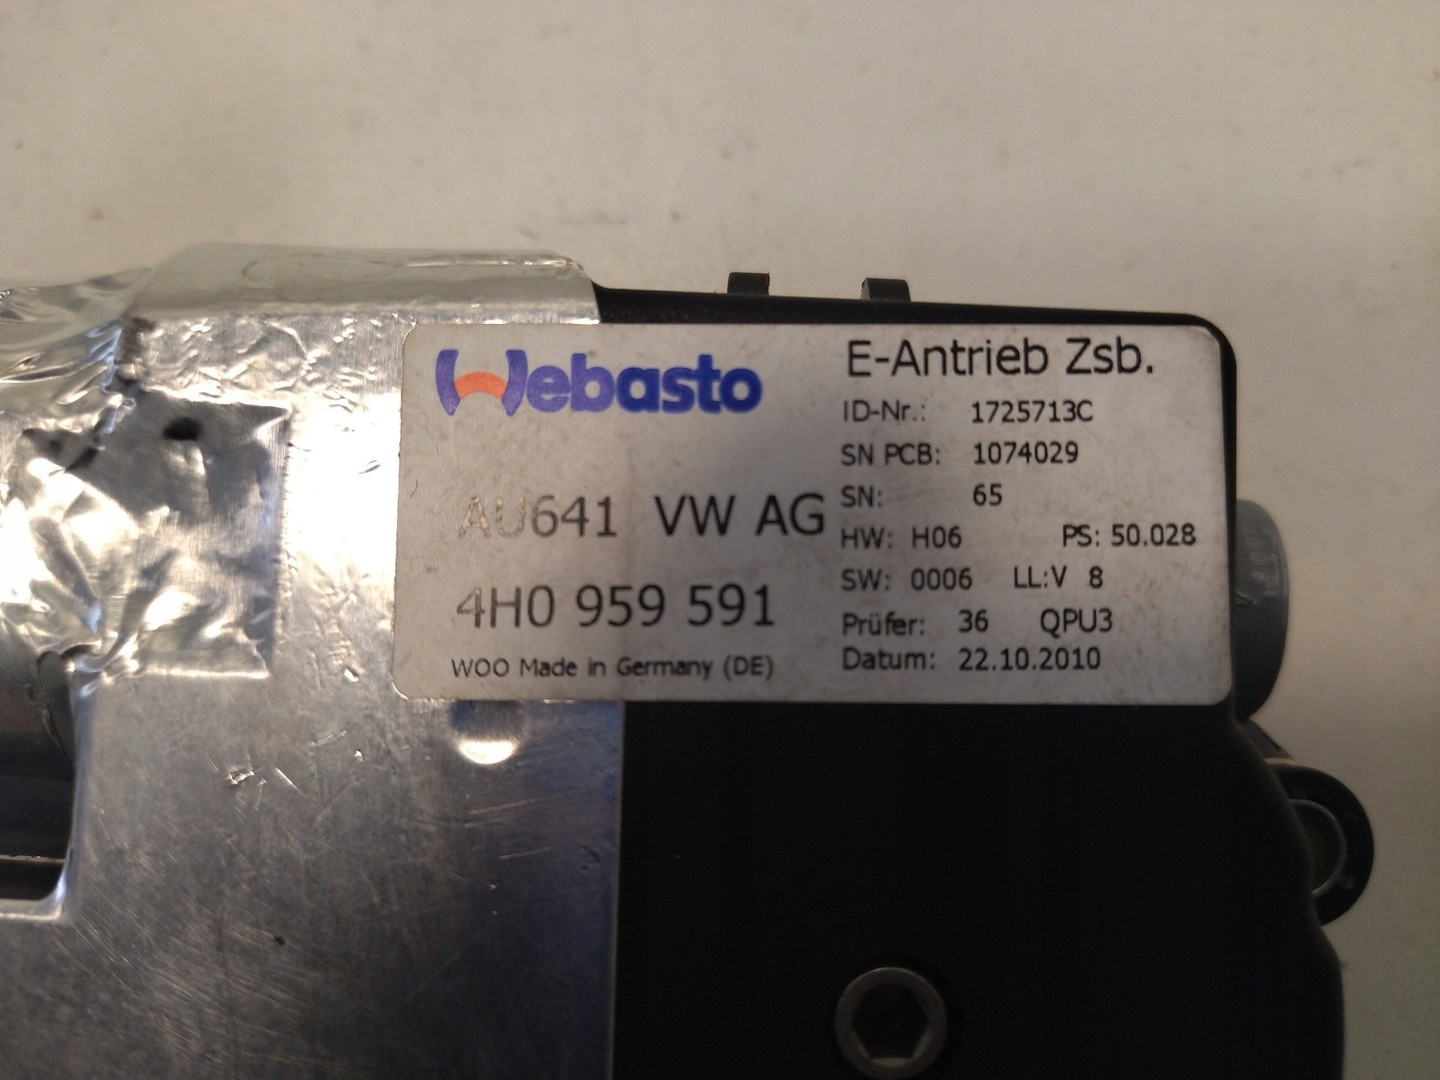 Webasto
AU641 VW AG
4H0 959 591
WOO Made in Germany (DE)
E-Antrieb Zsb.
ID-Nr.: 1725713C
SN PCB: 1074029
SN: 65
HW: H06 PS: 50.028
SW: 0006 LL:V 8
Prüfer: 36 QPU3
Datum: 22.10.2010